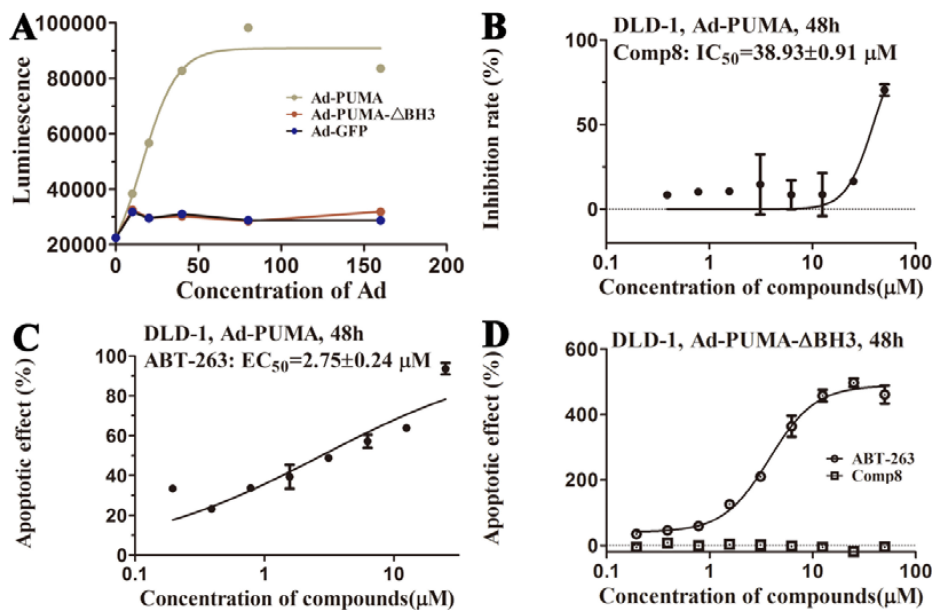 A
100000
80000
60000
40000
20000
Luminescence
Ad-PUMA
Ad-PUMA-△BH3
Ad-GFP
0
50
100
150
200
Concentration of Ad
B
DLD-1, Ad-PUMA, 48h
Comp8: IC50=38.93±0.91 μM
100
50
0
Inhibition rate (%)
0.1
1
10
100
Concentration of compounds(μM)
C
DLD-1, Ad-PUMA, 48h
ABT-263: EC50=2.75±0.24 μM
100
80
60
40
20
0
Apoptotic effect (%)
0.1
1
10
Concentration of compounds(μM)
D
DLD-1, Ad-PUMA-ΔBH3, 48h
600
400
200
0
Apoptotic effect (%)
ABT-263
Comp8
0.1
1
10
100
Concentration of compounds(μM)